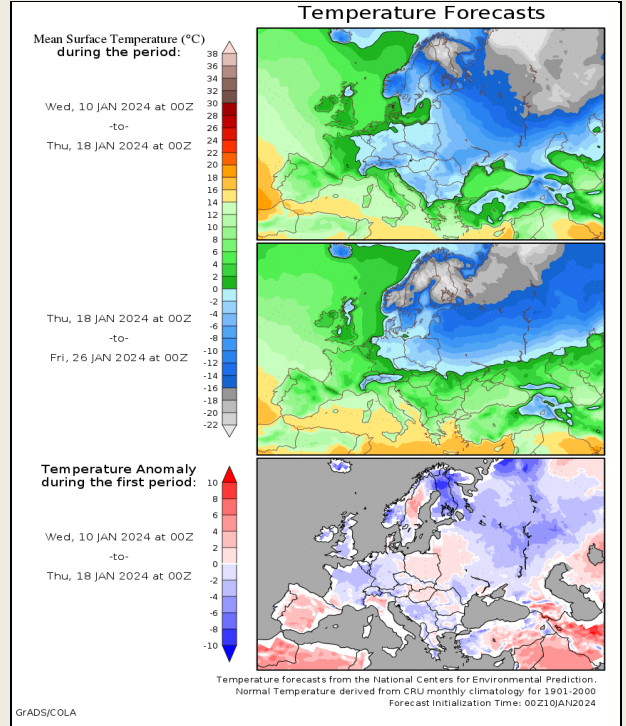 Temperature Forecasts
Mean Surface Temperature (°C)
during the period:
Wed, 10 JAN 2024 at 00Z
-to-
Thu, 18 JAN 2024 at 00Z
38
36
34
32
30
28
26
24
22
20
18
16
14
12
10
8
6
4
2
0
-2
-4
-6
-8
-10
-12
-14
-16
-18
-20
-22
Thu, 18 JAN 2024 at 00Z
-to-
Fri, 26 JAN 2024 at 00Z
Temperature Anomaly
during the first period:
Wed, 10 JAN 2024 at 00Z
-to-
Thu, 18 JAN 2024 at 00Z
10
8
6
4
2
0
-2
-4
-6
-8
-10
Temperature forecasts from the National Centers for Environmental Prediction.
Normal Temperature derived from CRU monthly climatology for 1901-2000
Forecast Initialization Time: 00Z10JAN2024
GrADS/COLA